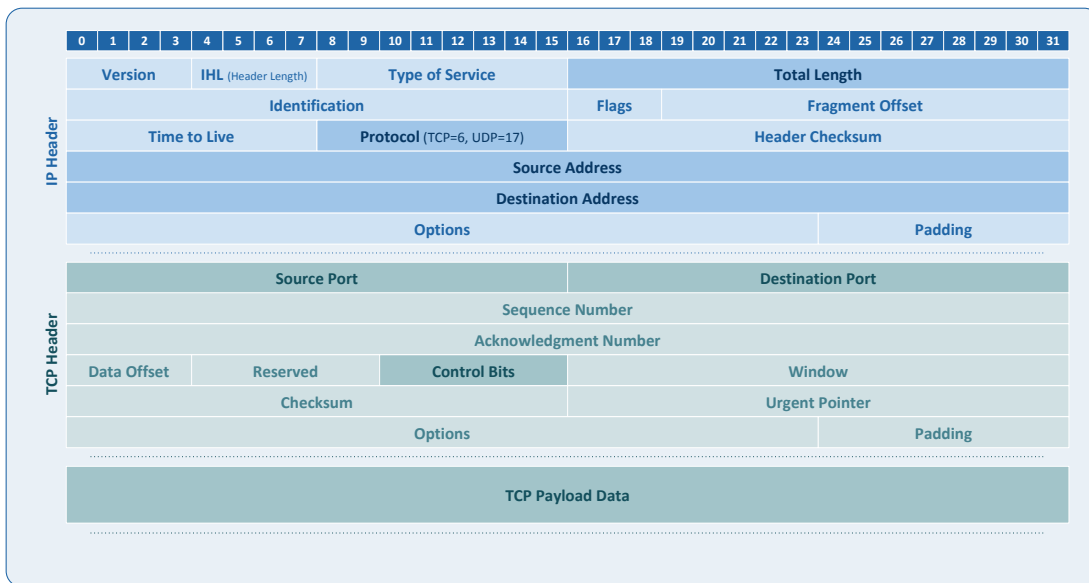 0 1 2 3 4 5 6 7 8 9 10 11 12 13 14 15 16 17 18 19 20 21 22 23 24 25 26 27 28 29 30 31
IP Header
Version IHL (Header Length) Type of Service Total Length
Identification Flags Fragment Offset
Time to Live Protocol (TCP=6, UDP=17) Header Checksum
Source Address
Destination Address
Options Padding
TCP Header
Source Port Destination Port
Sequence Number
Acknowledgment Number
Data Offset Reserved Control Bits Window
Checksum Urgent Pointer
Options Padding
TCP Payload Data